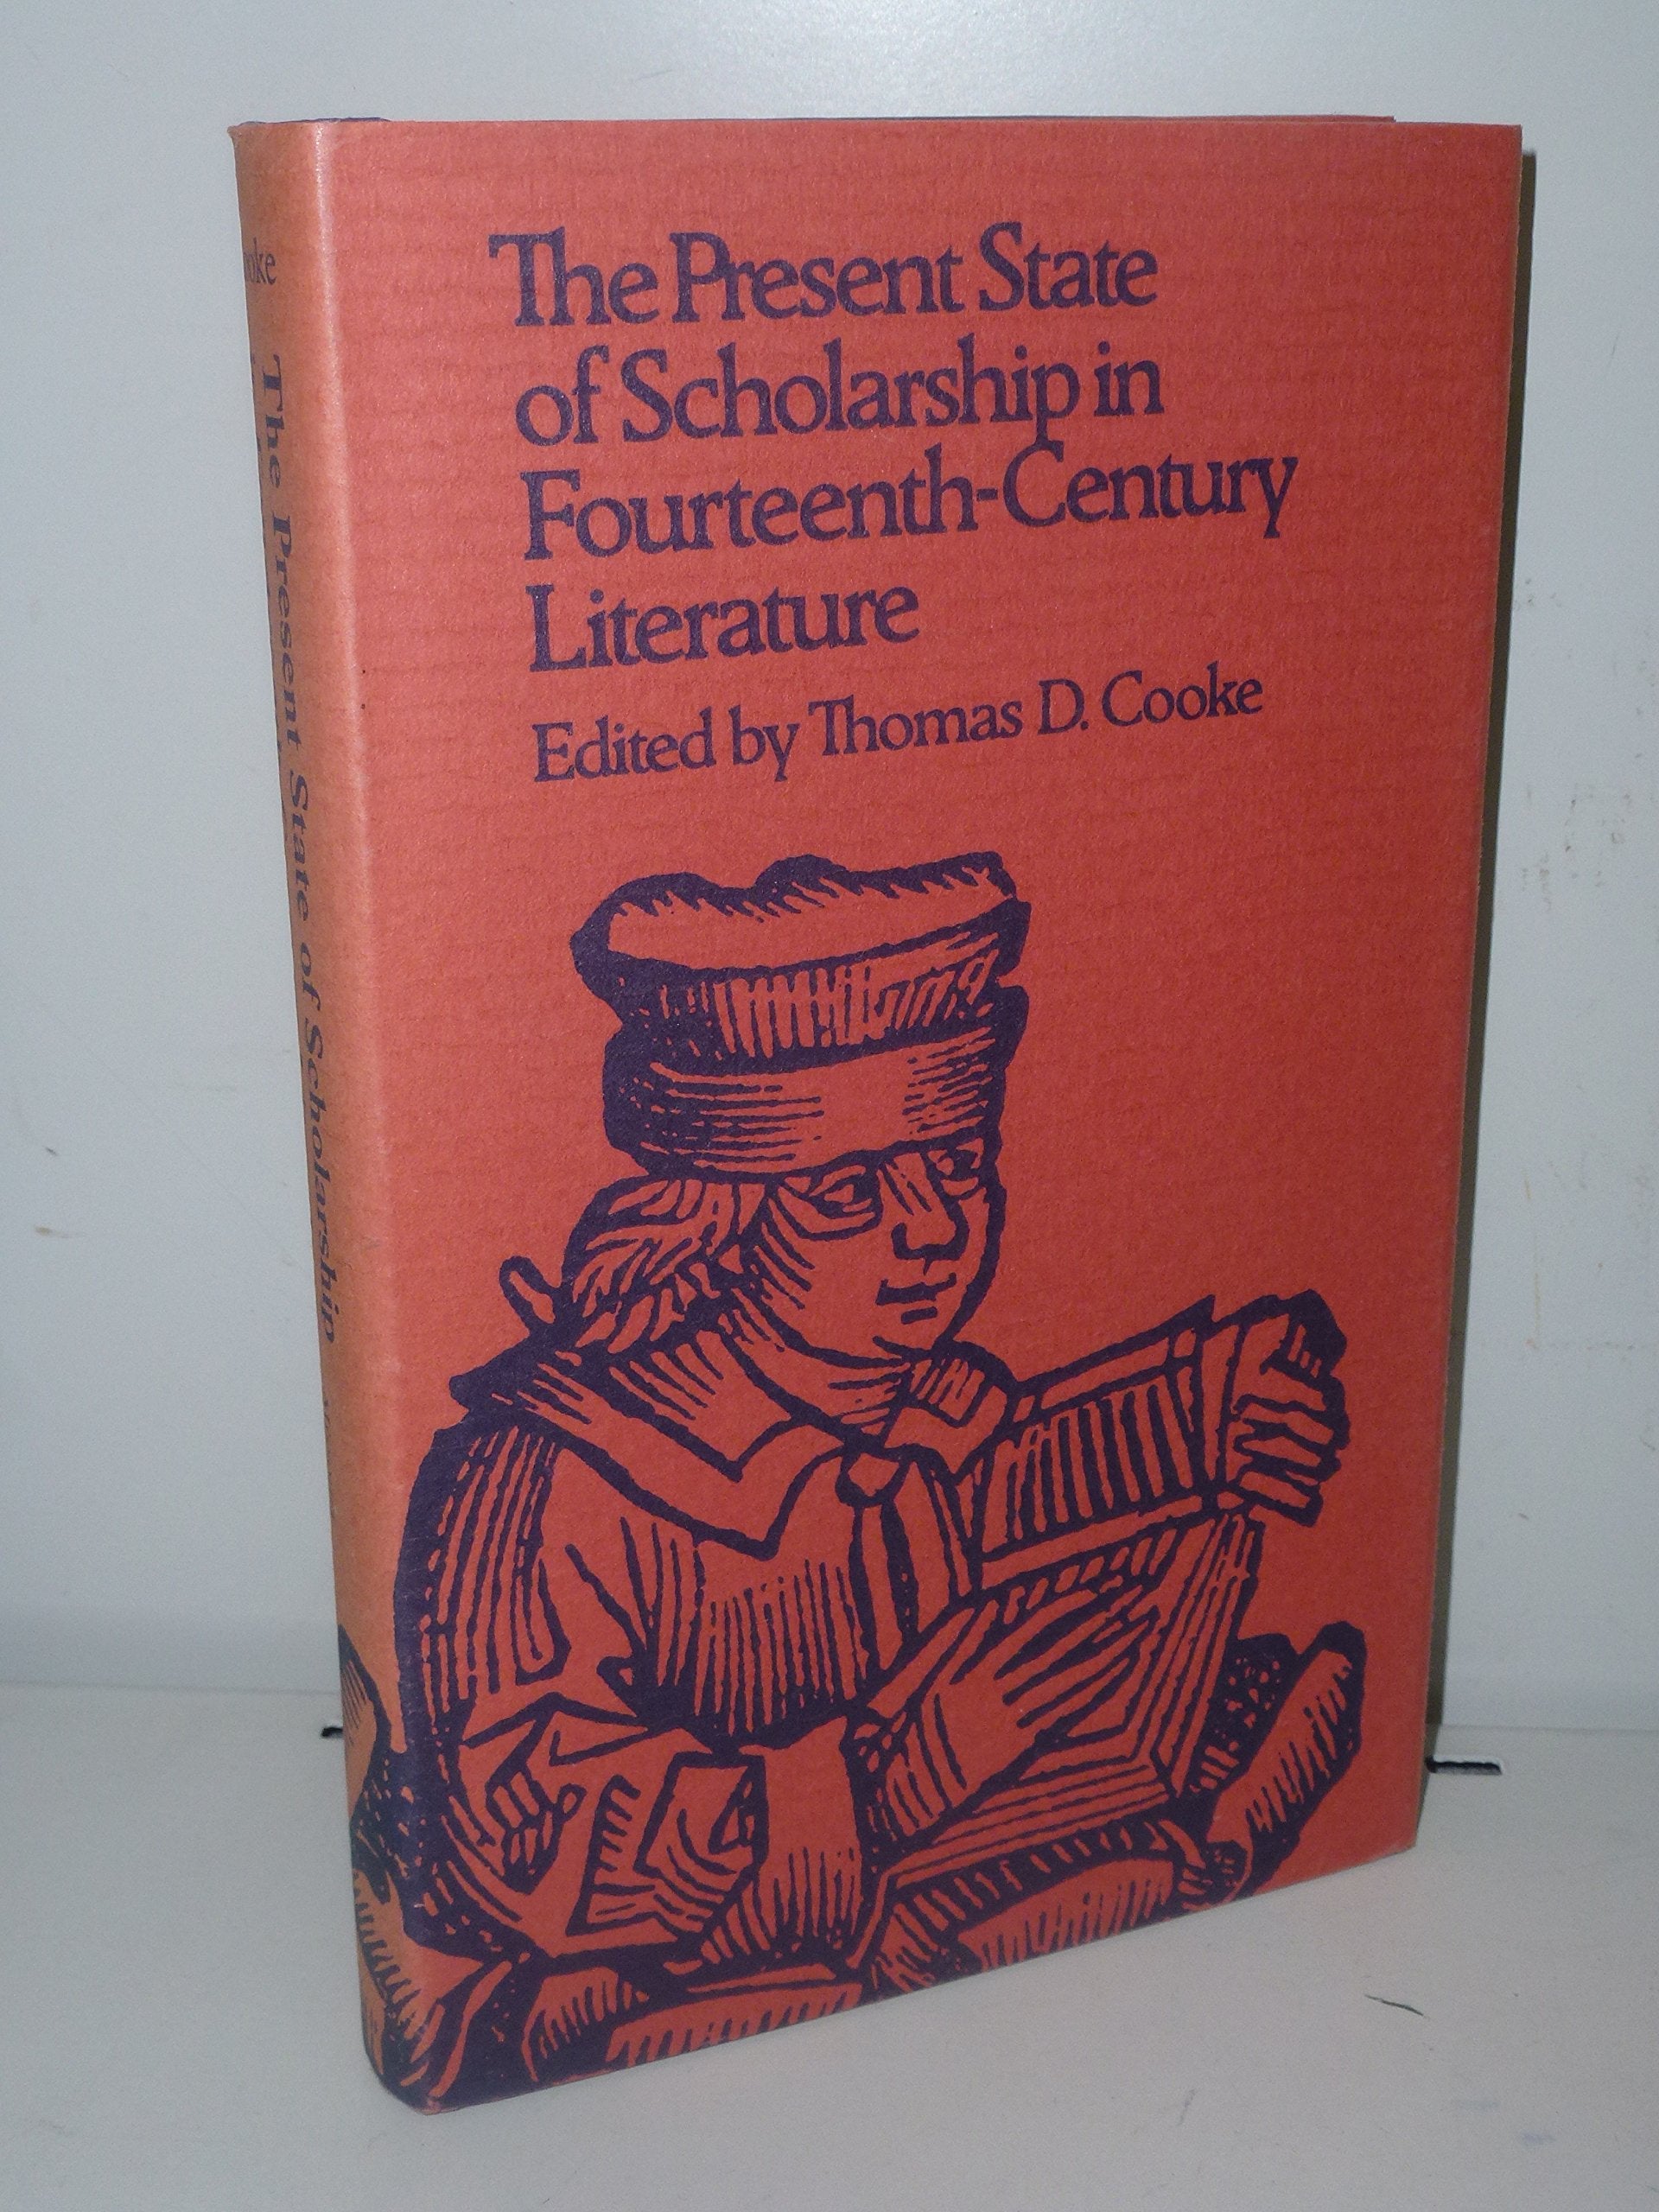 The Present State
of Scholarship in
Fourteenth-Century
Literature
Edited by Thomas D. Cooke
The Present State of Scholarship